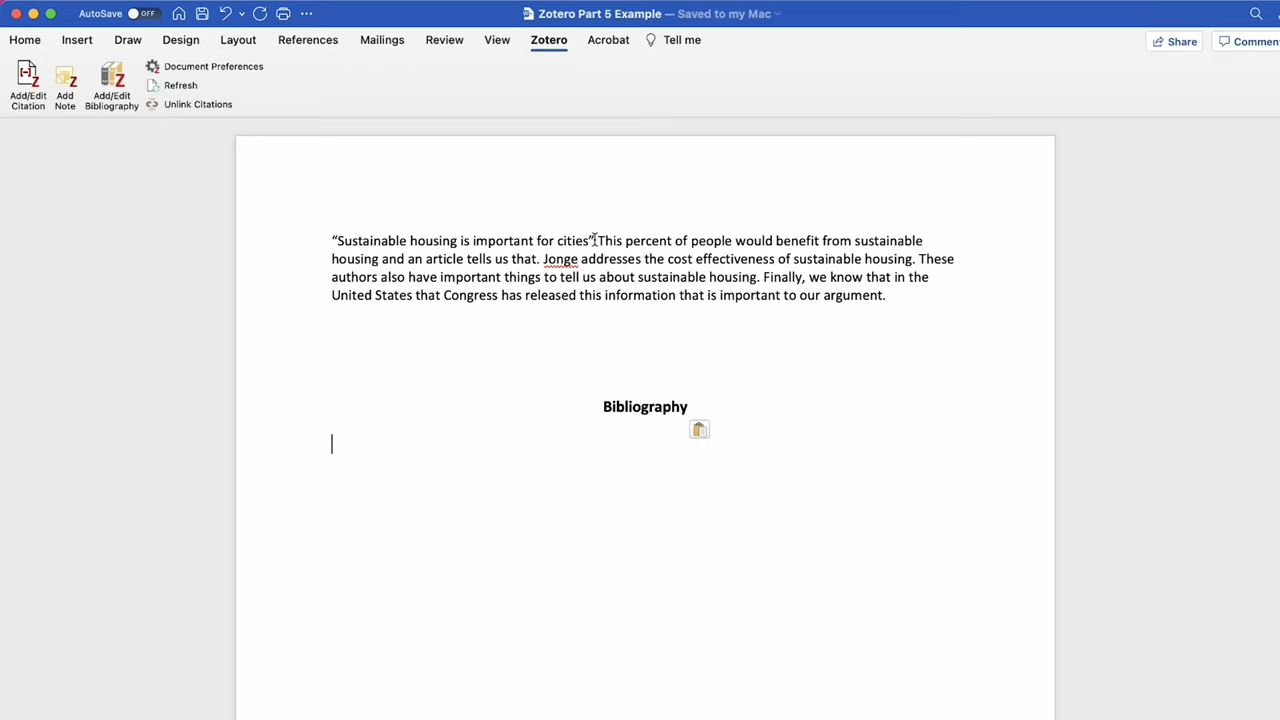 AutoSave OFF
Zotero Part 5 Example — Saved to my Mac
Home Insert Draw Design Layout References Mailings Review View Zotero Acrobat Tell me Share Comment
Add/Edit Citation
Add Note
Add/Edit Bibliography
Document Preferences
Refresh
Unlink Citations
“Sustainable housing is important for cities” This percent of people would benefit from sustainable
housing and an article tells us that. Jonge addresses the cost effectiveness of sustainable housing. These
authors also have important things to tell us about sustainable housing. Finally, we know that in the
United States that Congress has released this information that is important to our argument.
Bibliography